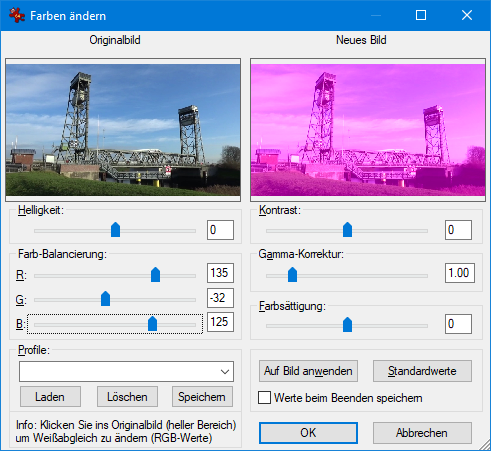 Farben ändern
Originalbild
Neues Bild
Helligkeit:
0
Kontrast:
0
Farb-Balancierung:
R:
135
G:
-32
B:
125
Gamma-Korrektur:
1.00
Farbsättigung:
0
Profile:
Laden
Löschen
Speichern
Auf Bild anwenden
Standardwerte
Werte beim Beenden speichern
Info: Klicken Sie ins Originalbild (heller Bereich)
um Weißabgleich zu ändern (RGB-Werte)
OK
Abbrechen